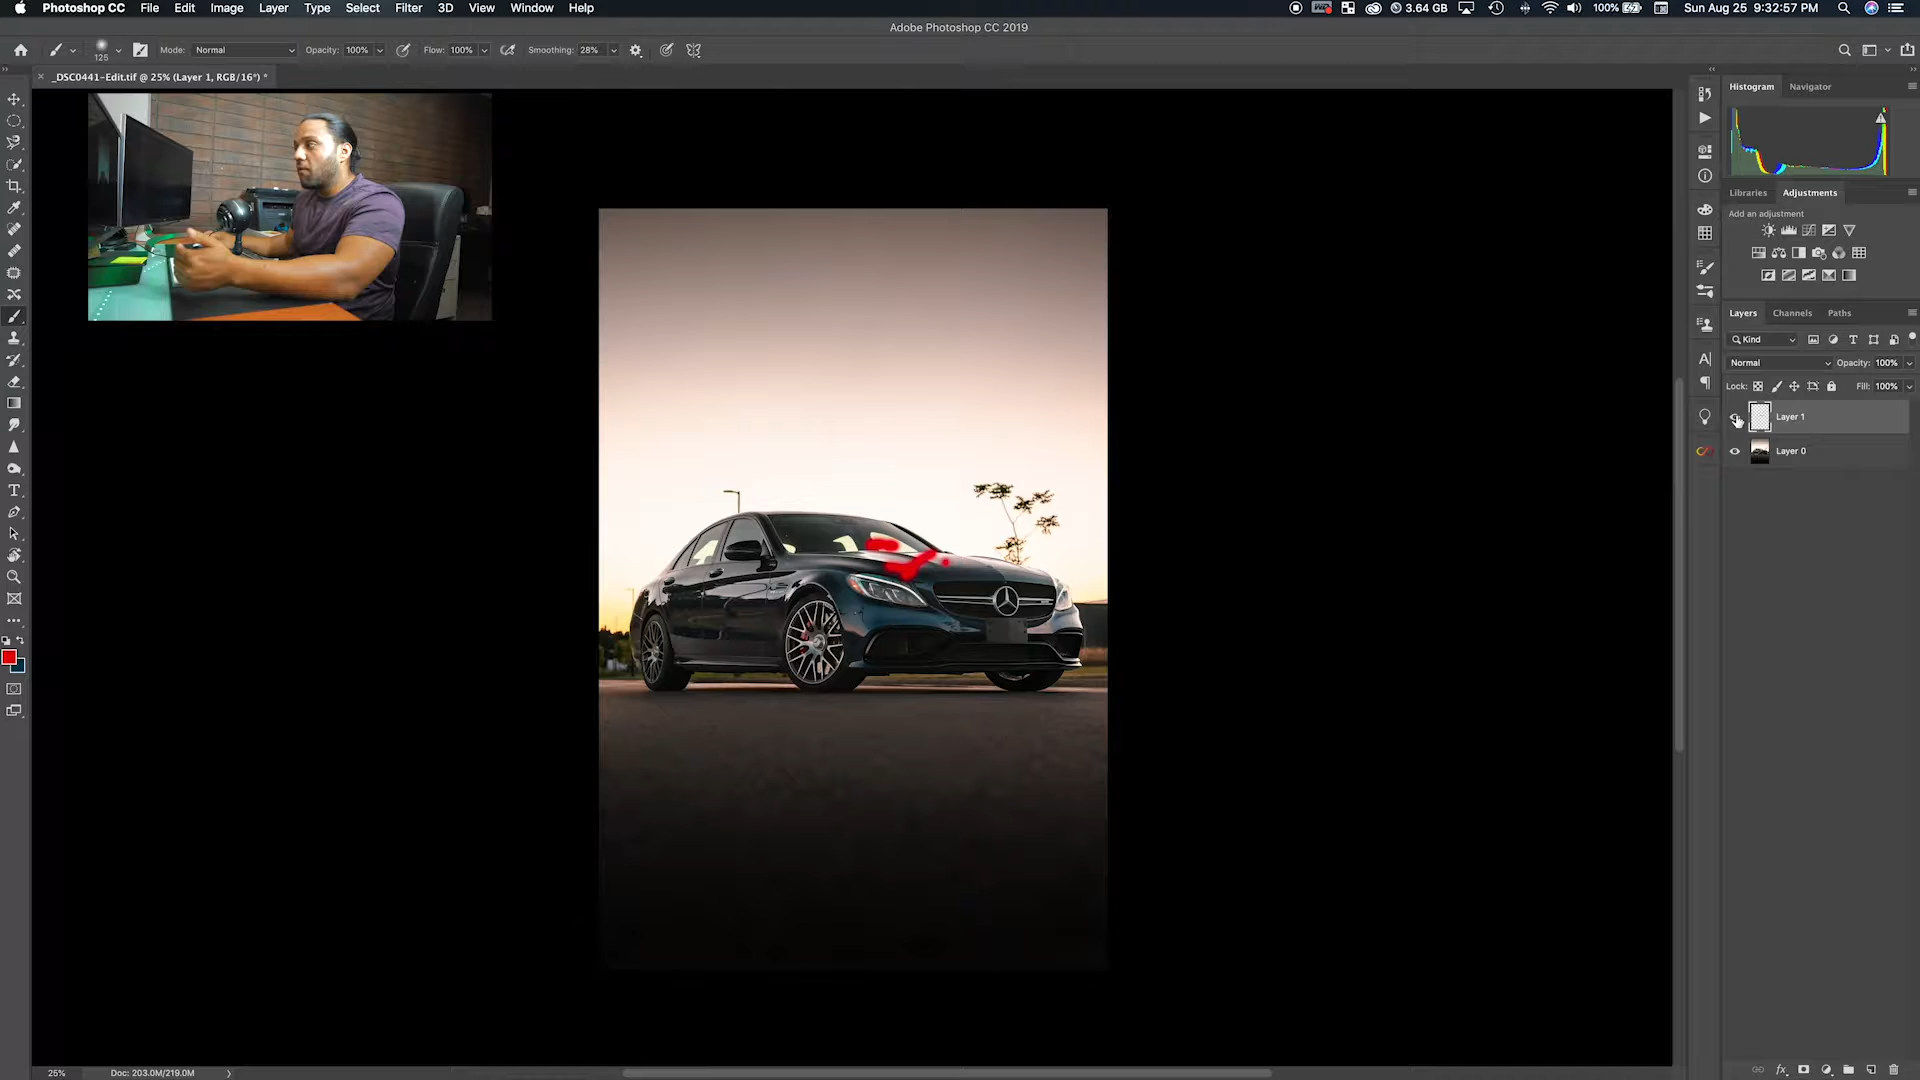 Photoshop CC File Edit Image Layer Type Select Filter 3D View Window Help 3.64 GB 100% Sun Aug 25 9:32:57 PM
Adobe Photoshop CC 2019
125 Mode: Normal Opacity: 100% Flow: 100% Smoothing: 28%
_DSC0441-Edit.tif @ 25% (Layer 1, RGB/16*) *
Histogram Navigator
Libraries Adjustments
Add an adjustment
Layers Channels Paths
Kind
Normal Opacity: 100%
Lock: Fill: 100%
Layer 1
Layer 0
25% Doc: 203.0M/219.0M